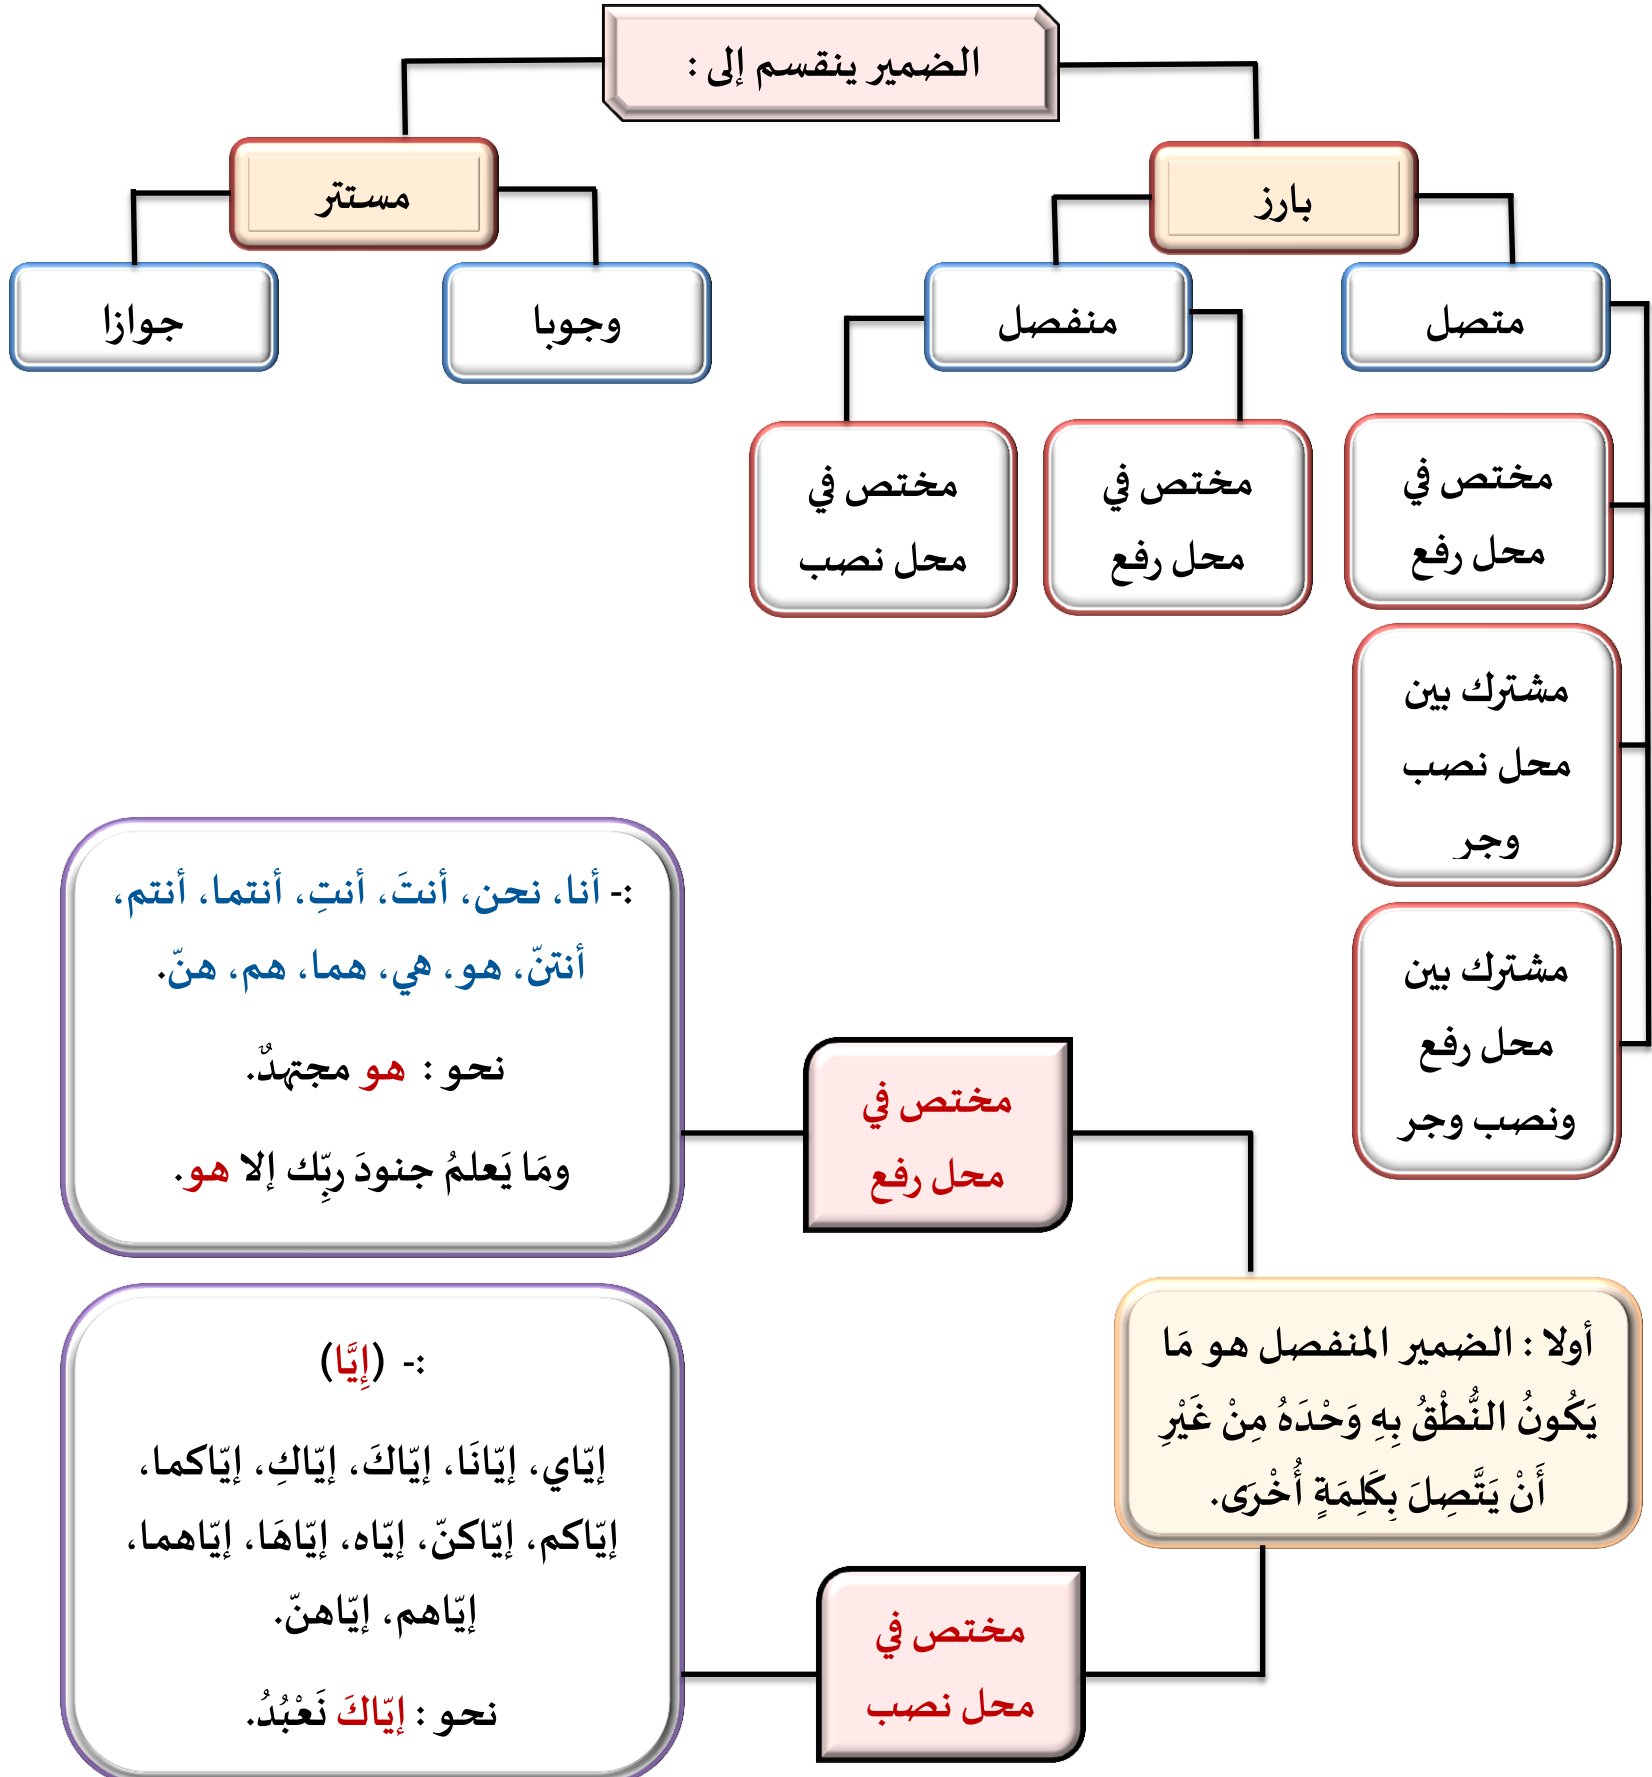 الضمير ينقسم إلى :
بارز
مستتر
متصل
منفصل
وجوبا
جوازا
مختص في
محل رفع
مختص في
محل رفع
مختص في
محل نصب
مشترك بين
محل نصب
وجر
مشترك بين
محل رفع
ونصب وجر
أولا : الضمير المنفصل هو مَا
يَكُونُ النُّطْقُ بِهِ وَحْدَهُ مِنْ غَيْرِ
أَنْ يَتَّصِلَ بِكَلِمَةٍ أُخْرَى.
مختص في
محل رفع
:- أنا، نحن، أنتَ، أنتِ، أنتما، أنتم،
أنتنّ، هو، هي، هما، هم، هنّ.
نحو : هو مجتهدٌ.
ومَا يَعلمُ جنودَ ربِّك إلا هو.
مختص في
محل نصب
:- (إِيَّا)
إيّاي، إيّانَا، إيّاكَ، إيّاكِ، إيّاكما،
إيّاكم، إيّاكنّ، إيّاه، إيّاهَا، إيّاهما،
إيّاهم، إيّاهنّ.
نحو : إيّاكَ نَعْبُدُ.